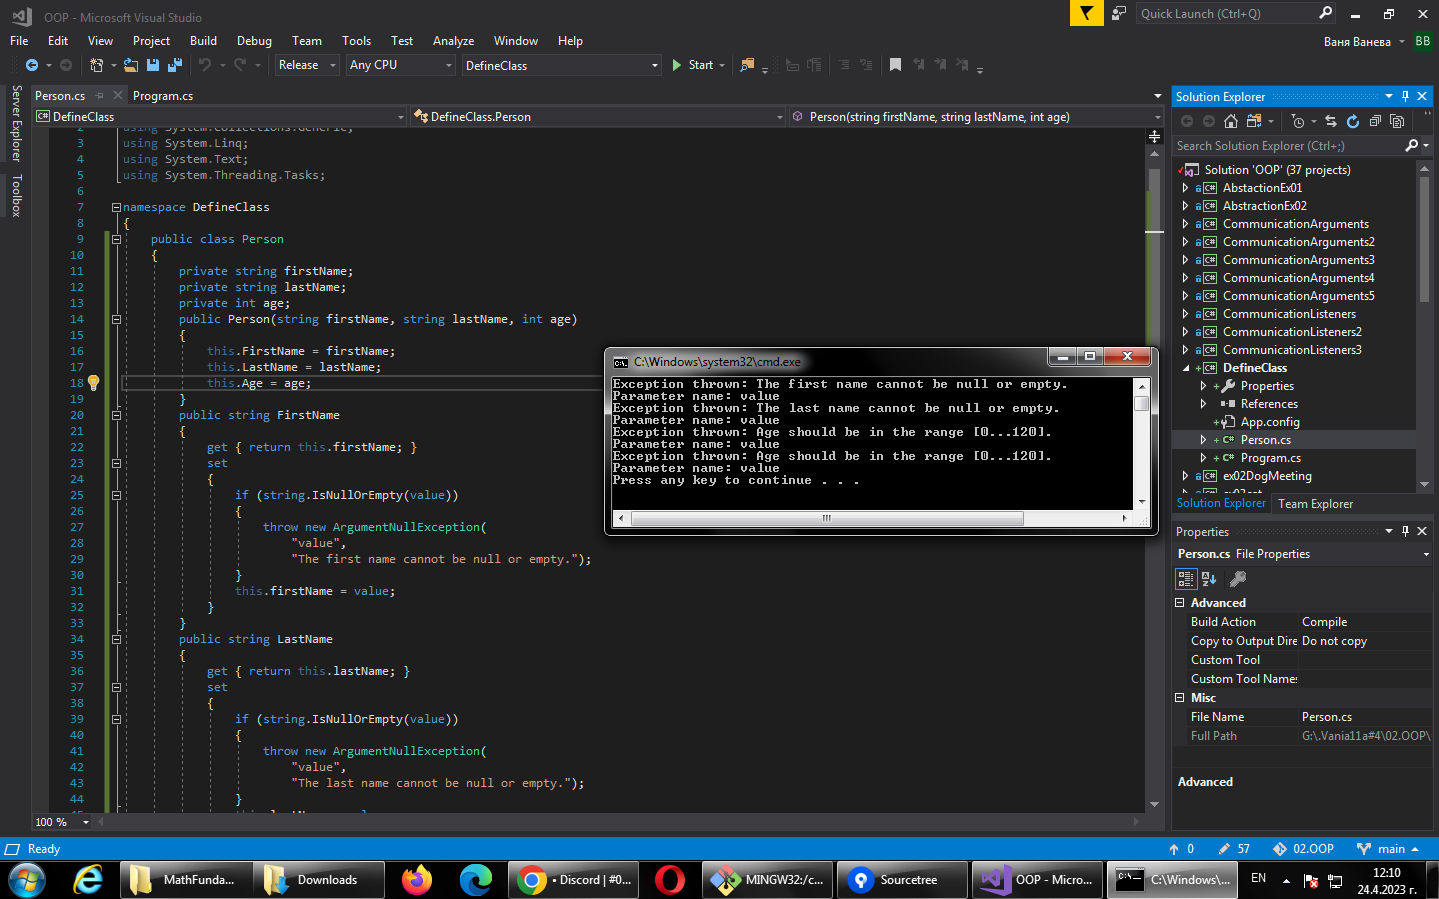 OOP - Microsoft Visual Studio
Quick Launch (Ctrl+Q)
File Edit View Project Build Debug Team Tools Test Analyze Window Help
Ваня Ванева BB
Release Any CPU DefineClass Start
Server Explorer
Toolbox
Person.cs Program.cs
DefineClass DefineClass.Person Person(string firstName, string lastName, int age)
2 using System.Collections.Generic;
3 using System.Linq;
4 using System.Text;
5 using System.Threading.Tasks;
6
7 namespace DefineClass
8 {
9 public class Person
10 {
11 private string firstName;
12 private string lastName;
13 private int age;
14 public Person(string firstName, string lastName, int age)
15 {
16 this.FirstName = firstName;
17 this.LastName = lastName;
18 this.Age = age;
19 }
20 public string FirstName
21 {
22 get { return this.firstName; }
23 set
24 {
25 if (string.IsNullOrEmpty(value))
26 {
27 throw new ArgumentNullException(
28 "value",
29 "The first name cannot be null or empty.");
30 }
31 this.firstName = value;
32 }
33 }
34 public string LastName
35 {
36 get { return this.lastName; }
37 set
38 {
39 if (string.IsNullOrEmpty(value))
40 {
41 throw new ArgumentNullException(
42 "value",
43 "The last name cannot be null or empty.");
44 }
100 %
C:\Windows\system32\cmd.exe
Exception thrown: The first name cannot be null or empty.
Parameter name: value
Exception thrown: The last name cannot be null or empty.
Parameter name: value
Exception thrown: Age should be in the range [0...120].
Parameter name: value
Exception thrown: Age should be in the range [0...120].
Parameter name: value
Press any key to continue . . .
Solution Explorer
Search Solution Explorer (Ctrl+;)
Solution 'OOP' (37 projects)
AbstactionEx01
AbstractionEx02
CommunicationArguments
CommunicationArguments2
CommunicationArguments3
CommunicationArguments4
CommunicationArguments5
CommunicationListeners
CommunicationListeners2
CommunicationListeners3
DefineClass
Properties
References
App.config
Person.cs
Program.cs
ex02DogMeeting
Solution Explorer Team Explorer
Properties
Person.cs File Properties
Advanced
Build Action Compile
Copy to Output Dire Do not copy
Custom Tool
Custom Tool Names
Misc
File Name Person.cs
Full Path G:\.Vania11a#4\02.OOP\
Advanced
Ready 0 57 02.OOP main
MathFunda... Downloads • Discord | #0... MINGW32:/c... Sourcetree OOP - Micro... C:\Windows\... EN 12:10
24.4.2023 г.